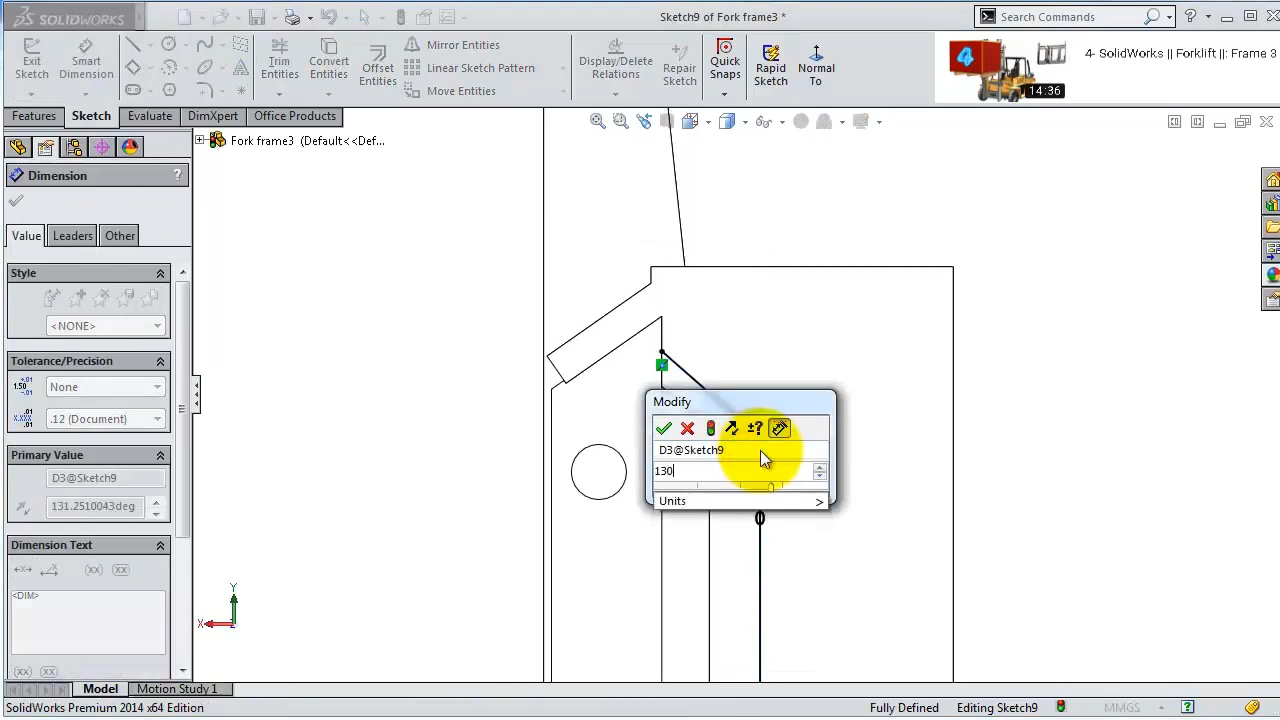 SOLIDWORKS
Sketch9 of Fork frame3 *
Search Commands
?
Exit Sketch
Smart Dimension
Trim Entities
Convert Entities
Offset Entities
Mirror Entities
Linear Sketch Pattern
Move Entities
Display/Delete Relations
Repair Sketch
Quick Snaps
Rapid Sketch
Normal To
4
14:36
4- SolidWorks || Forklift ||: Frame 3
Features
Sketch
Evaluate
DimXpert
Office Products
Fork frame3 (Default<<Def...
Dimension
?
Value
Leaders
Other
Style
<NONE>
Tolerance/Precision
None
.12 (Document)
Primary Value
D3@Sketch9
131.2510043deg
Dimension Text
<DIM>
Modify
D3@Sketch9
130
Units >
0
Y
X
Z
Model
Motion Study 1
SolidWorks Premium 2014 x64 Edition
Fully Defined
Editing Sketch9
MMGS
?